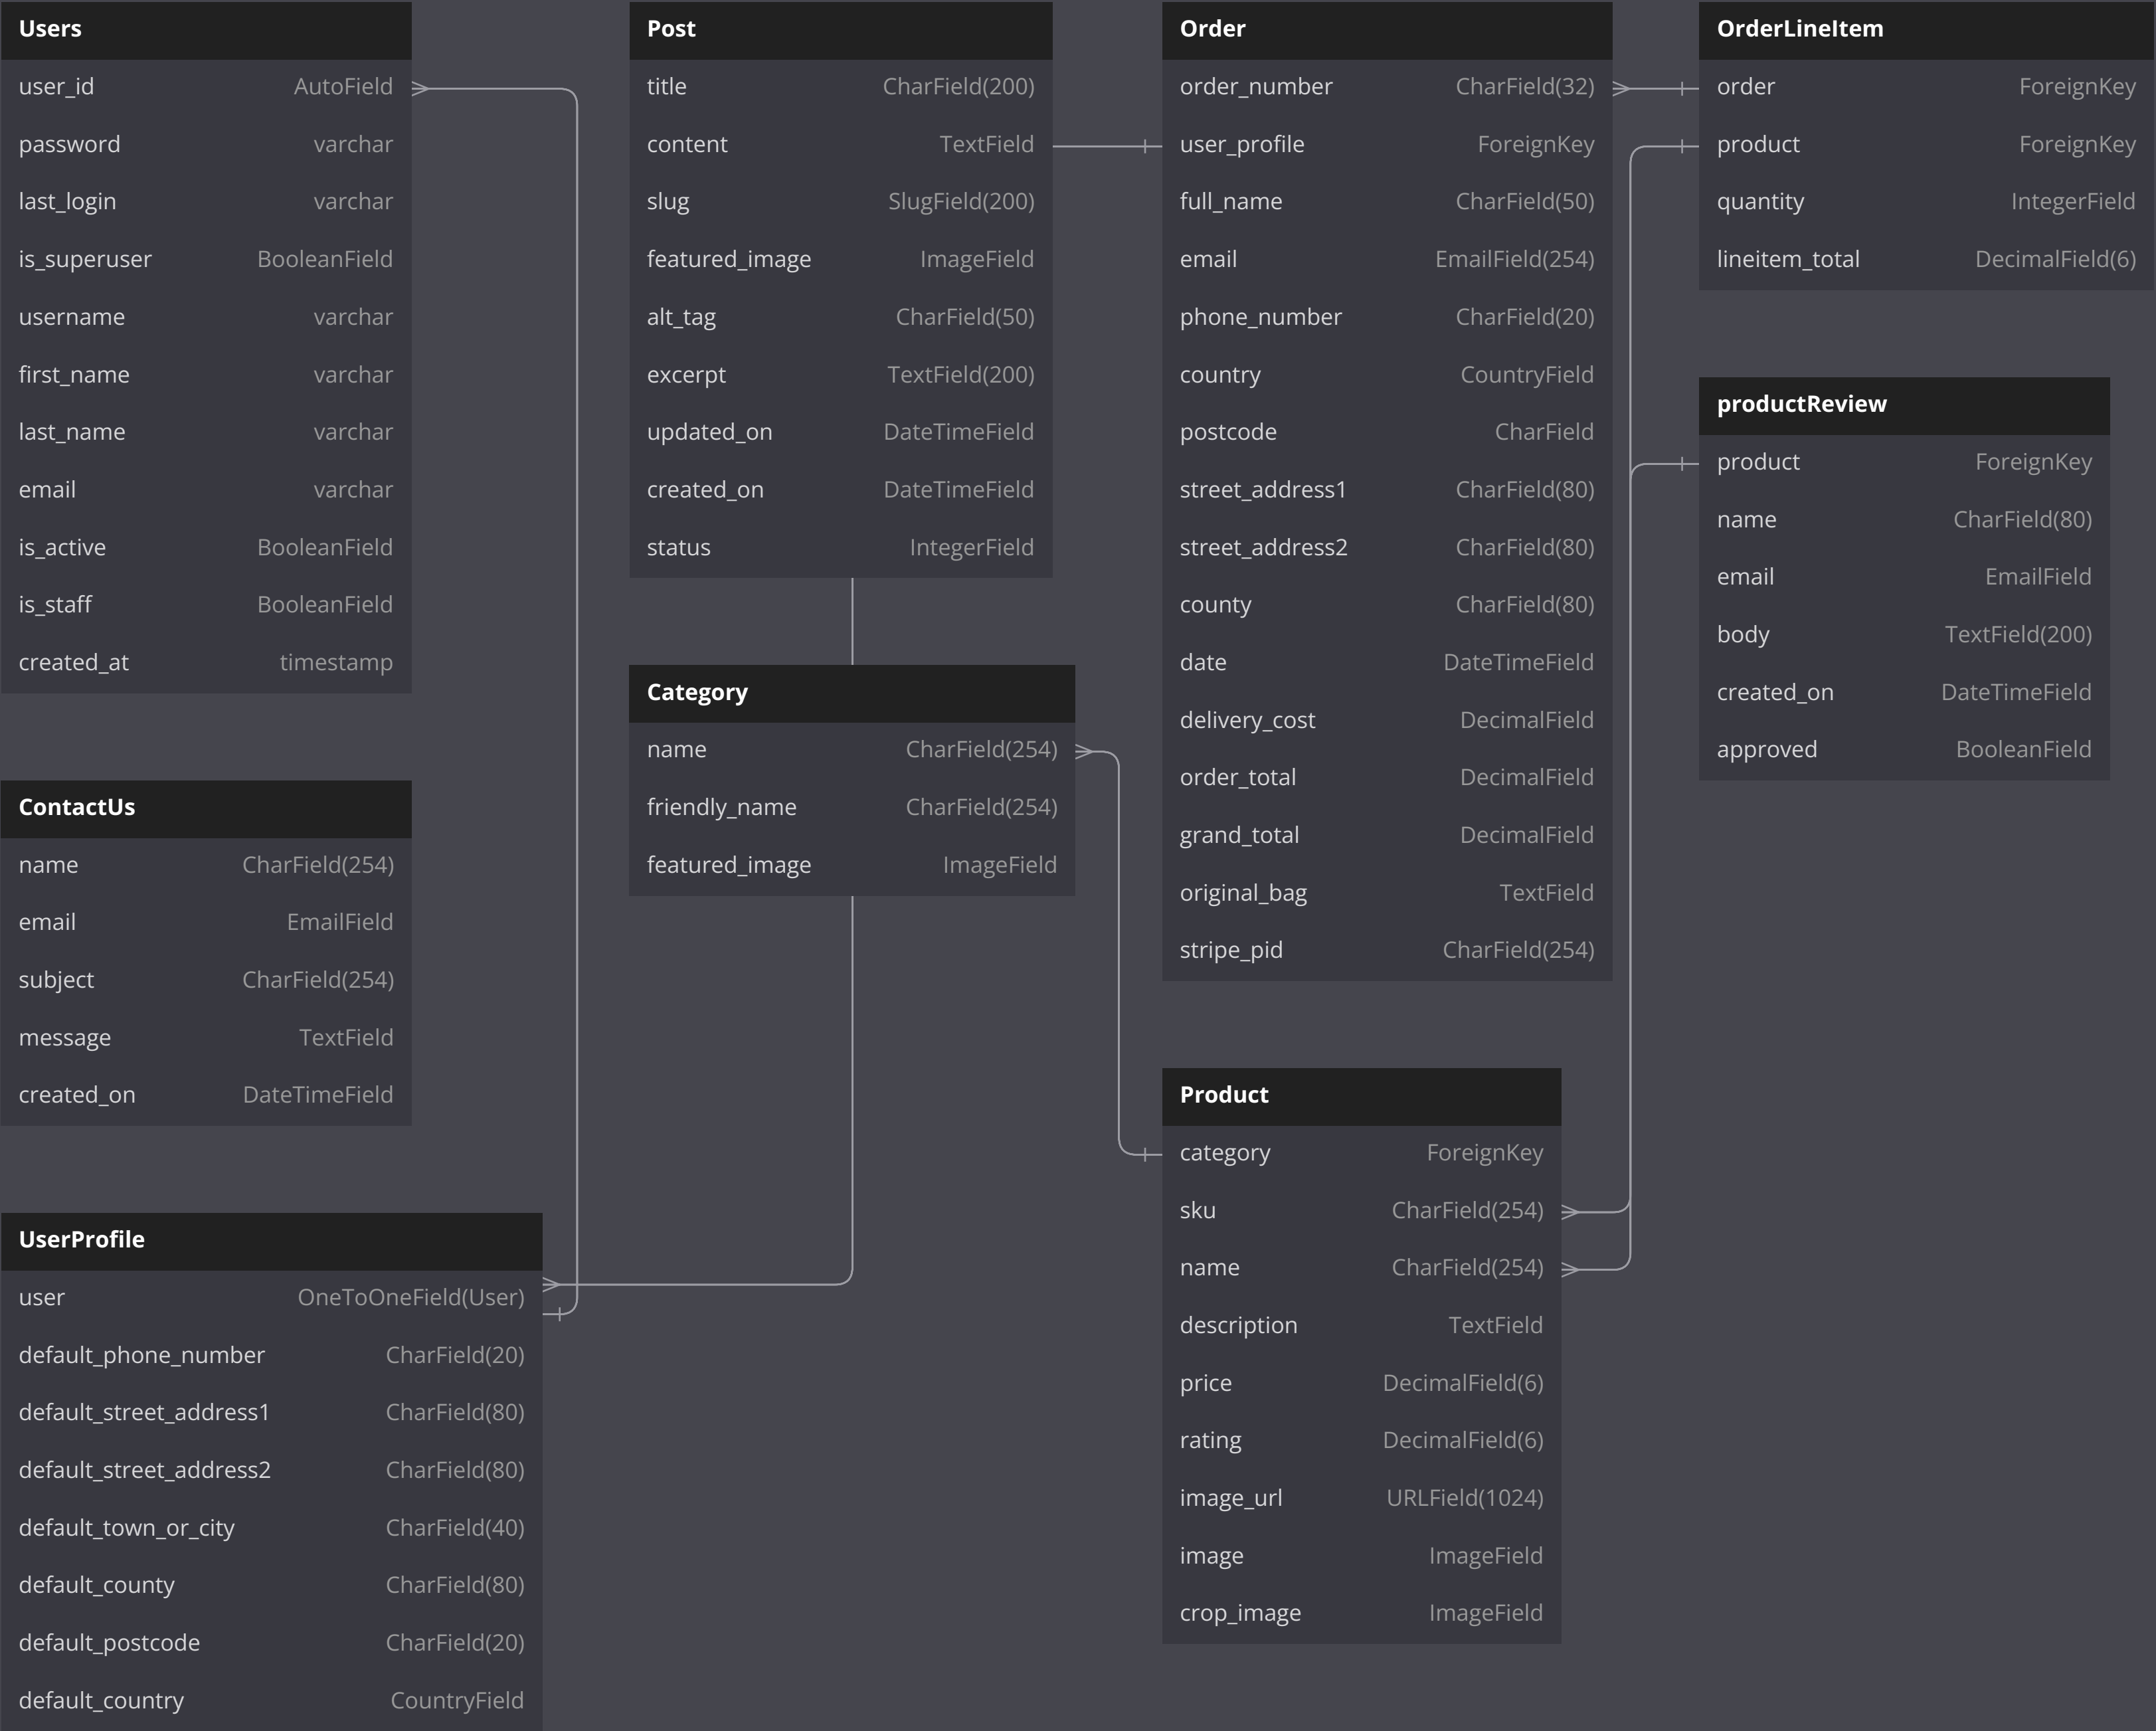 Users
user_id AutoField
password varchar
last_login varchar
is_superuser BooleanField
username varchar
first_name varchar
last_name varchar
email varchar
is_active BooleanField
is_staff BooleanField
created_at timestamp
ContactUs
name CharField(254)
email EmailField
subject CharField(254)
message TextField
created_on DateTimeField
UserProfile
user OneToOneField(User)
default_phone_number CharField(20)
default_street_address1 CharField(80)
default_street_address2 CharField(80)
default_town_or_city CharField(40)
default_county CharField(80)
default_postcode CharField(20)
default_country CountryField
Post
title CharField(200)
content TextField
slug SlugField(200)
featured_image ImageField
alt_tag CharField(50)
excerpt TextField(200)
updated_on DateTimeField
created_on DateTimeField
status IntegerField
Category
name CharField(254)
friendly_name CharField(254)
featured_image ImageField
Order
order_number CharField(32)
user_profile ForeignKey
full_name CharField(50)
email EmailField(254)
phone_number CharField(20)
country CountryField
postcode CharField
street_address1 CharField(80)
street_address2 CharField(80)
county CharField(80)
date DateTimeField
delivery_cost DecimalField
order_total DecimalField
grand_total DecimalField
original_bag TextField
stripe_pid CharField(254)
Product
category ForeignKey
sku CharField(254)
name CharField(254)
description TextField
price DecimalField(6)
rating DecimalField(6)
image_url URLField(1024)
image ImageField
crop_image ImageField
OrderLineItem
order ForeignKey
product ForeignKey
quantity IntegerField
lineitem_total DecimalField(6)
productReview
product ForeignKey
name CharField(80)
email EmailField
body TextField(200)
created_on DateTimeField
approved BooleanField